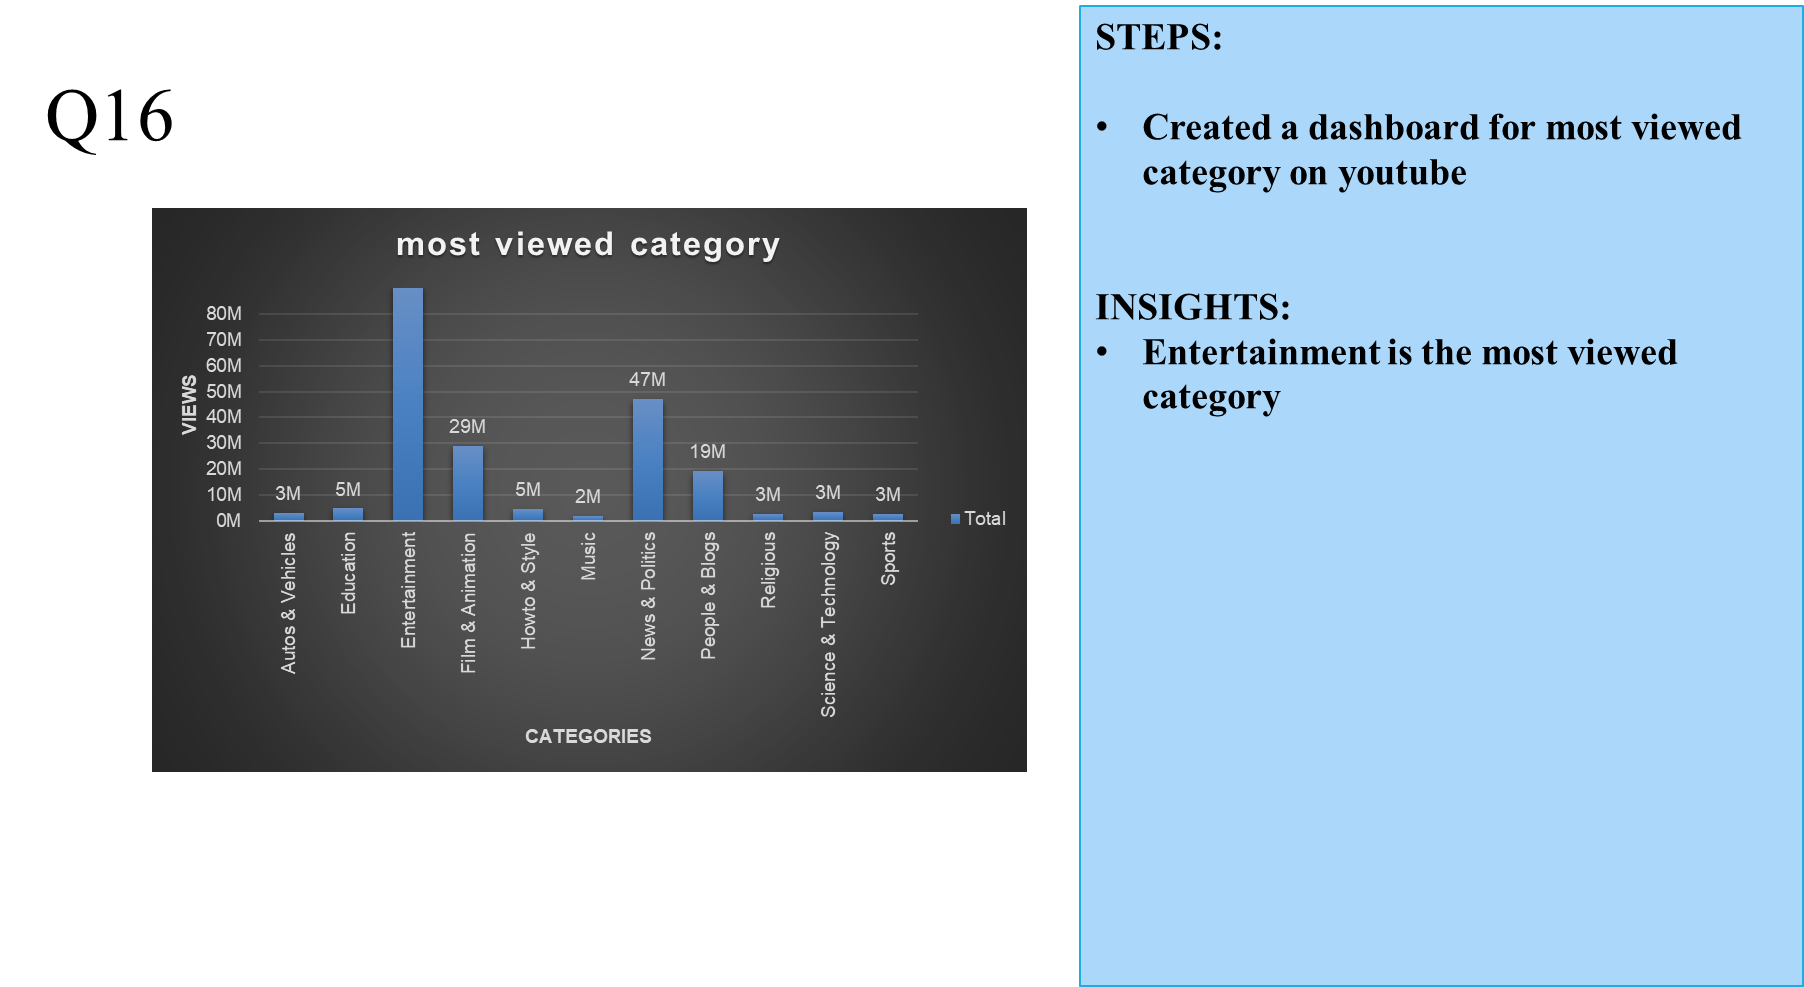 Q16
most viewed category
VIEWS
80M
70M
60M
50M
40M
30M
20M
10M
0M
3M
5M
29M
5M
2M
47M
19M
3M
3M
3M
Autos & Vehicles
Education
Entertainment
Film & Animation
Howto & Style
Music
News & Politics
People & Blogs
Religious
Science & Technology
Sports
CATEGORIES
Total
STEPS:
• Created a dashboard for most viewed
category on youtube
INSIGHTS:
• Entertainment is the most viewed
category